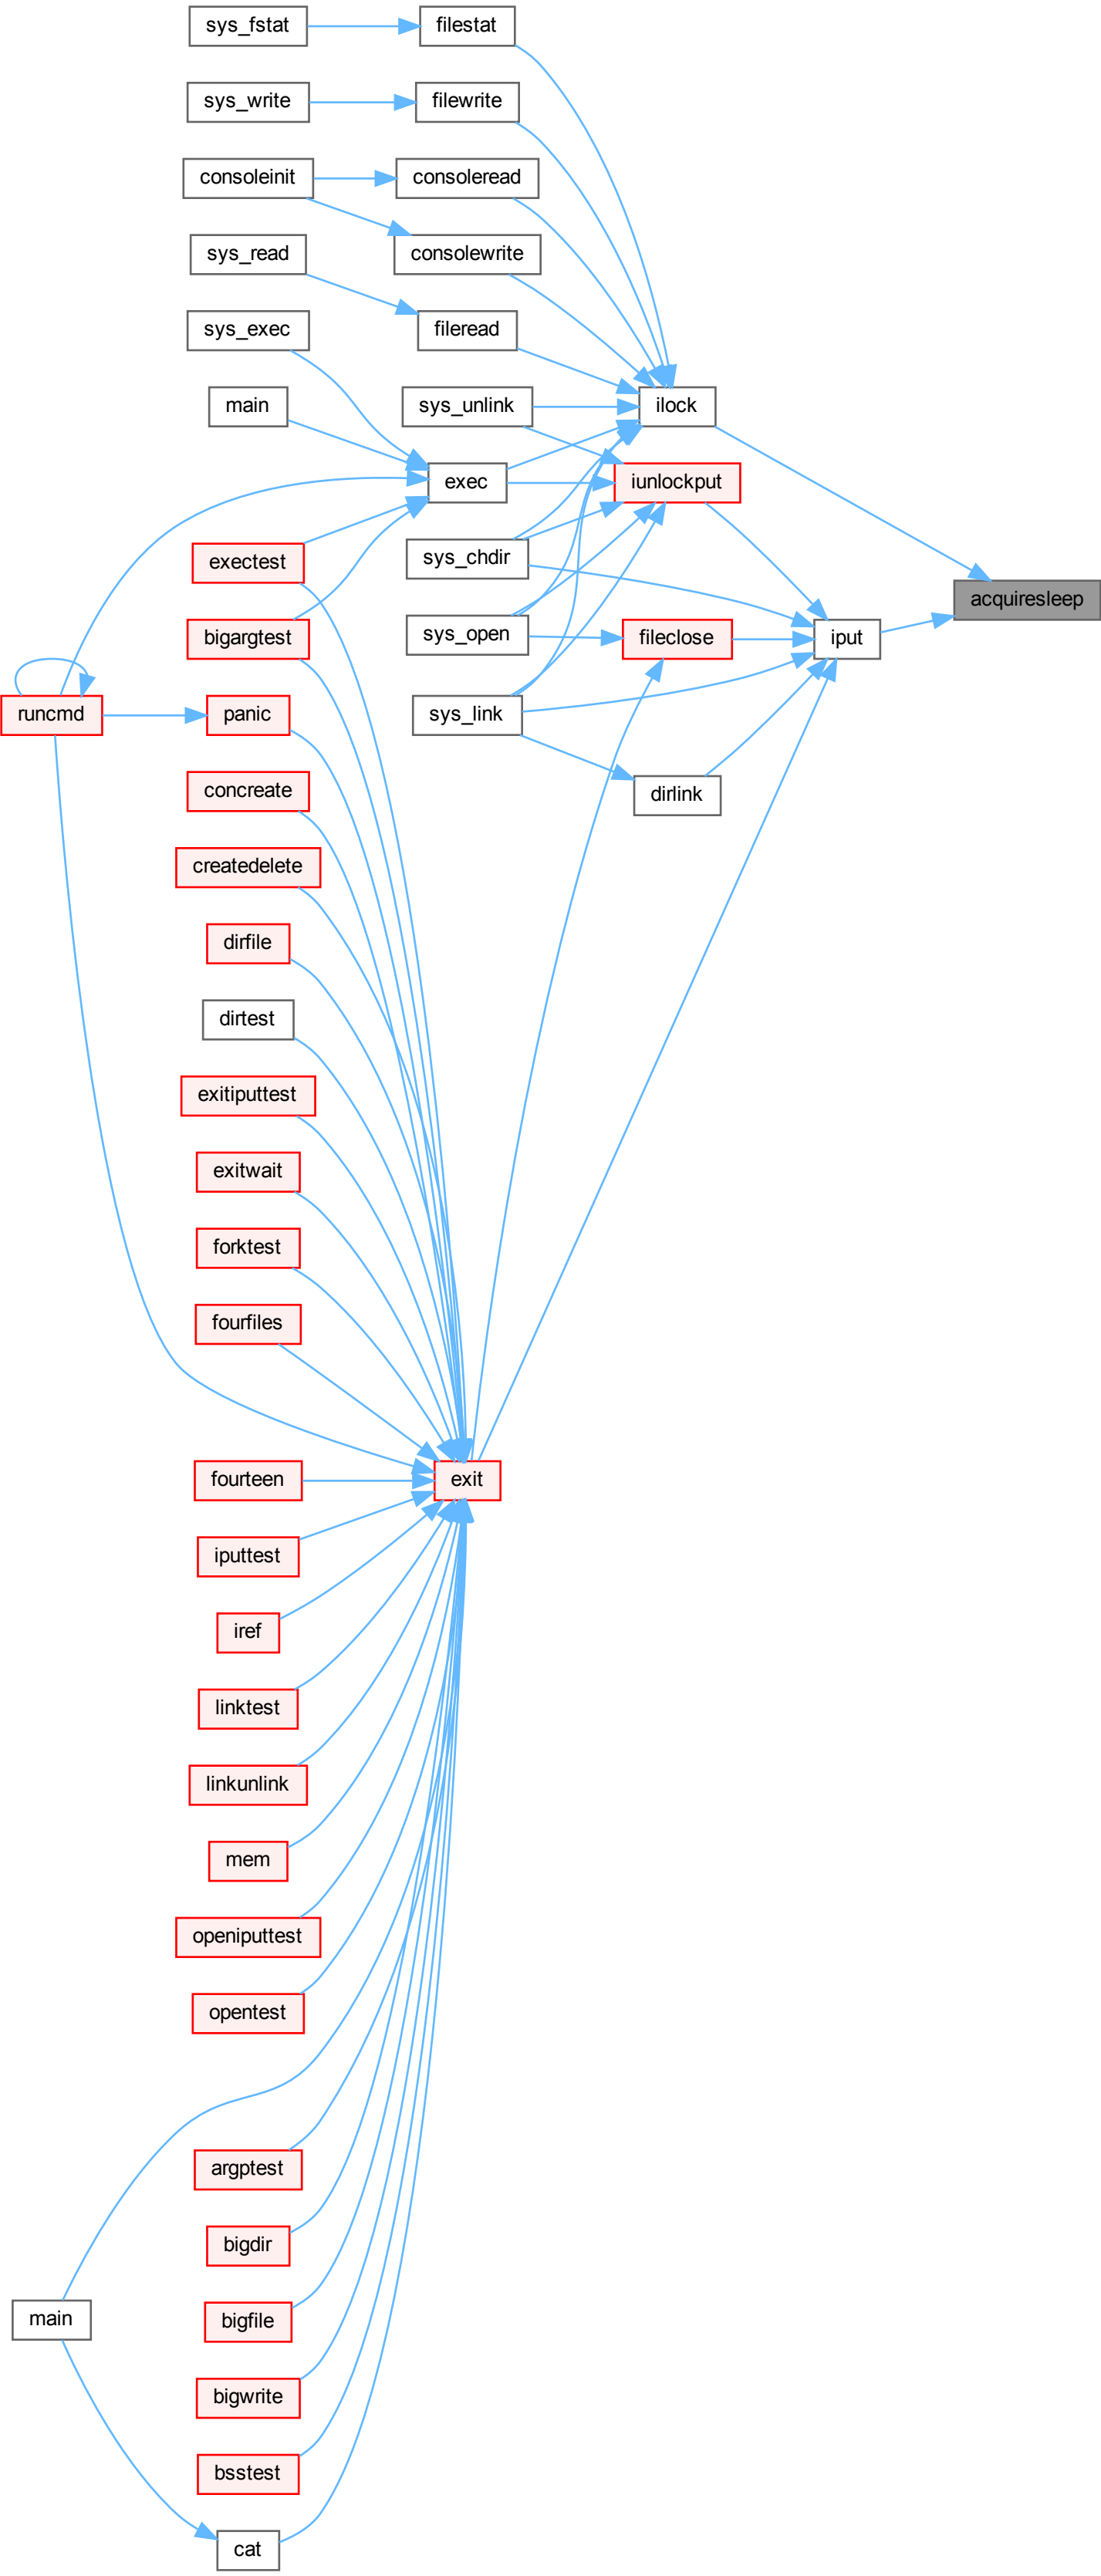 sys_fstat
filestat
sys_write
filewrite
consoleinit
consoleread
consolewrite
sys_read
fileread
sys_exec
main
sys_unlink
ilock
exec
iunlockput
exectest
sys_chdir
acquiresleep
bigargtest
sys_open
fileclose
iput
runcmd
panic
sys_link
concreate
dirlink
createdelete
dirfile
dirtest
exitiputtest
exitwait
forktest
fourfiles
fourteen
exit
iputtest
iref
linktest
linkunlink
mem
openiputtest
opentest
argptest
bigdir
main
bigfile
bigwrite
bsstest
cat